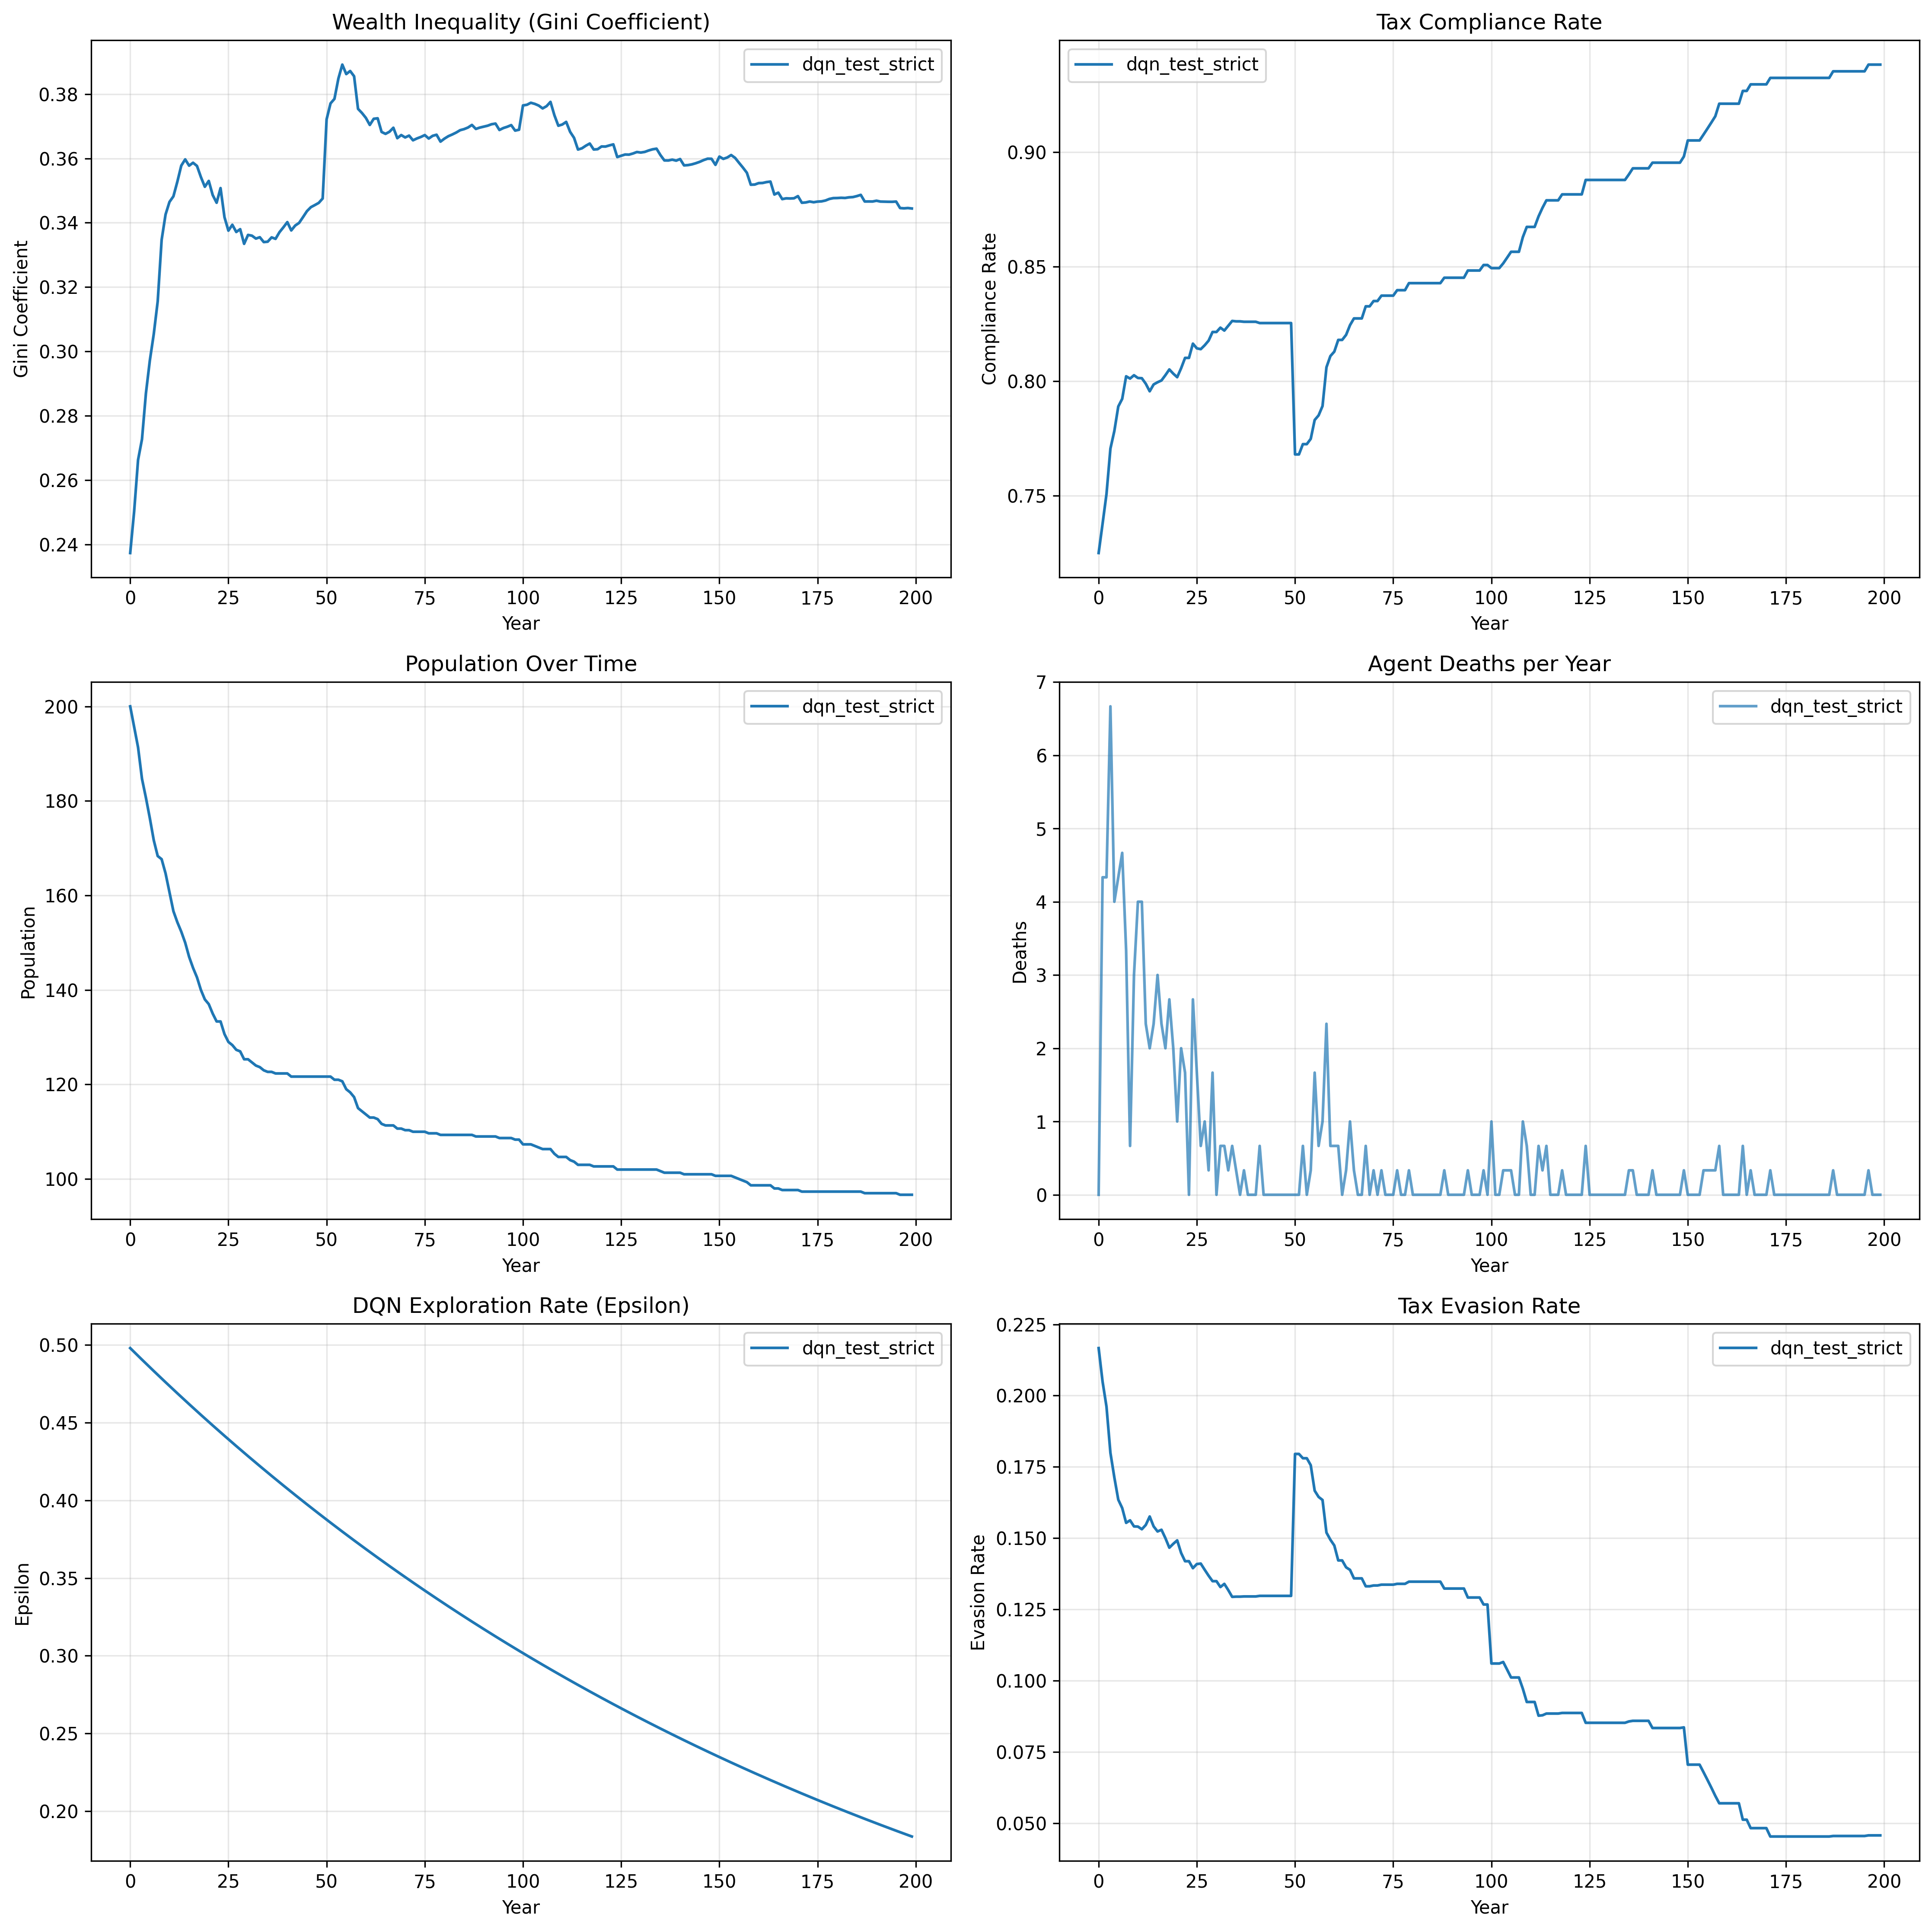 Wealth Inequality (Gini Coefficient)
dqn_test_strict
Gini Coefficient
0.38
0.36
0.34
0.32
0.30
0.28
0.26
0.24
0 25 50 75 100 125 150 175 200
Year
Tax Compliance Rate
dqn_test_strict
Compliance Rate
0.90
0.85
0.80
0.75
0 25 50 75 100 125 150 175 200
Year
Population Over Time
dqn_test_strict
Population
200
180
160
140
120
100
0 25 50 75 100 125 150 175 200
Year
Agent Deaths per Year
dqn_test_strict
Deaths
7
6
5
4
3
2
1
0
0 25 50 75 100 125 150 175 200
Year
DQN Exploration Rate (Epsilon)
dqn_test_strict
Epsilon
0.50
0.45
0.40
0.35
0.30
0.25
0.20
0 25 50 75 100 125 150 175 200
Year
Tax Evasion Rate
dqn_test_strict
Evasion Rate
0.225
0.200
0.175
0.150
0.125
0.100
0.075
0.050
0 25 50 75 100 125 150 175 200
Year